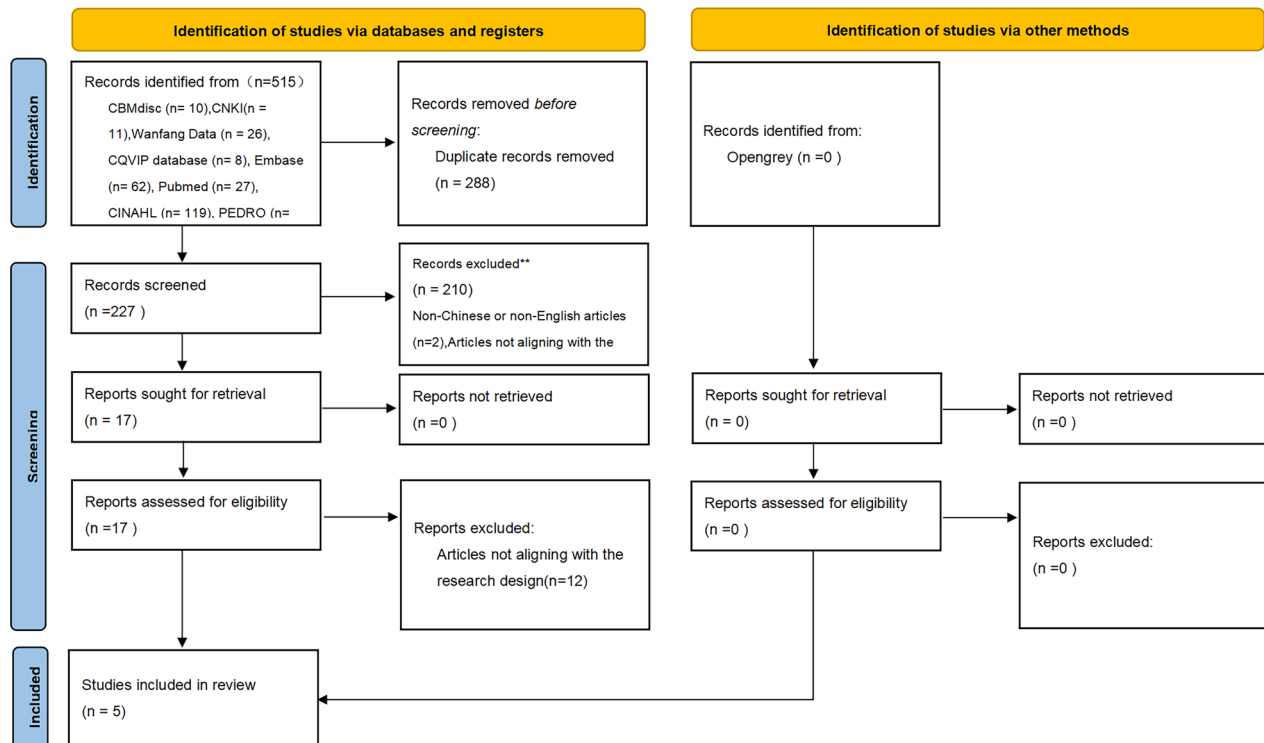 Identification of studies via databases and registers
Identification of studies via other methods
Identification
Records identified from（n=515）
CBMdisc (n= 10),CNKI(n =
11),Wanfang Data (n = 26),
CQVIP database (n= 8), Embase
(n= 62), Pubmed (n= 27),
CINAHL (n= 119), PEDRO (n=
Records removed before
screening:
Duplicate records removed
(n = 288)
Records identified from:
Opengrey (n =0 )
Screening
Records screened
(n =227 )
Records excluded**
(n = 210)
Non-Chinese or non-English articles
(n=2),Articles not aligning with the
Reports sought for retrieval
(n = 17)
Reports not retrieved
(n =0 )
Reports sought for retrieval
(n = 0)
Reports not retrieved
(n =0 )
Reports assessed for eligibility
(n =17 )
Reports excluded:
Articles not aligning with the
research design(n=12)
Reports assessed for eligibility
(n =0 )
Reports excluded:
(n =0 )
Included
Studies included in review
(n = 5)